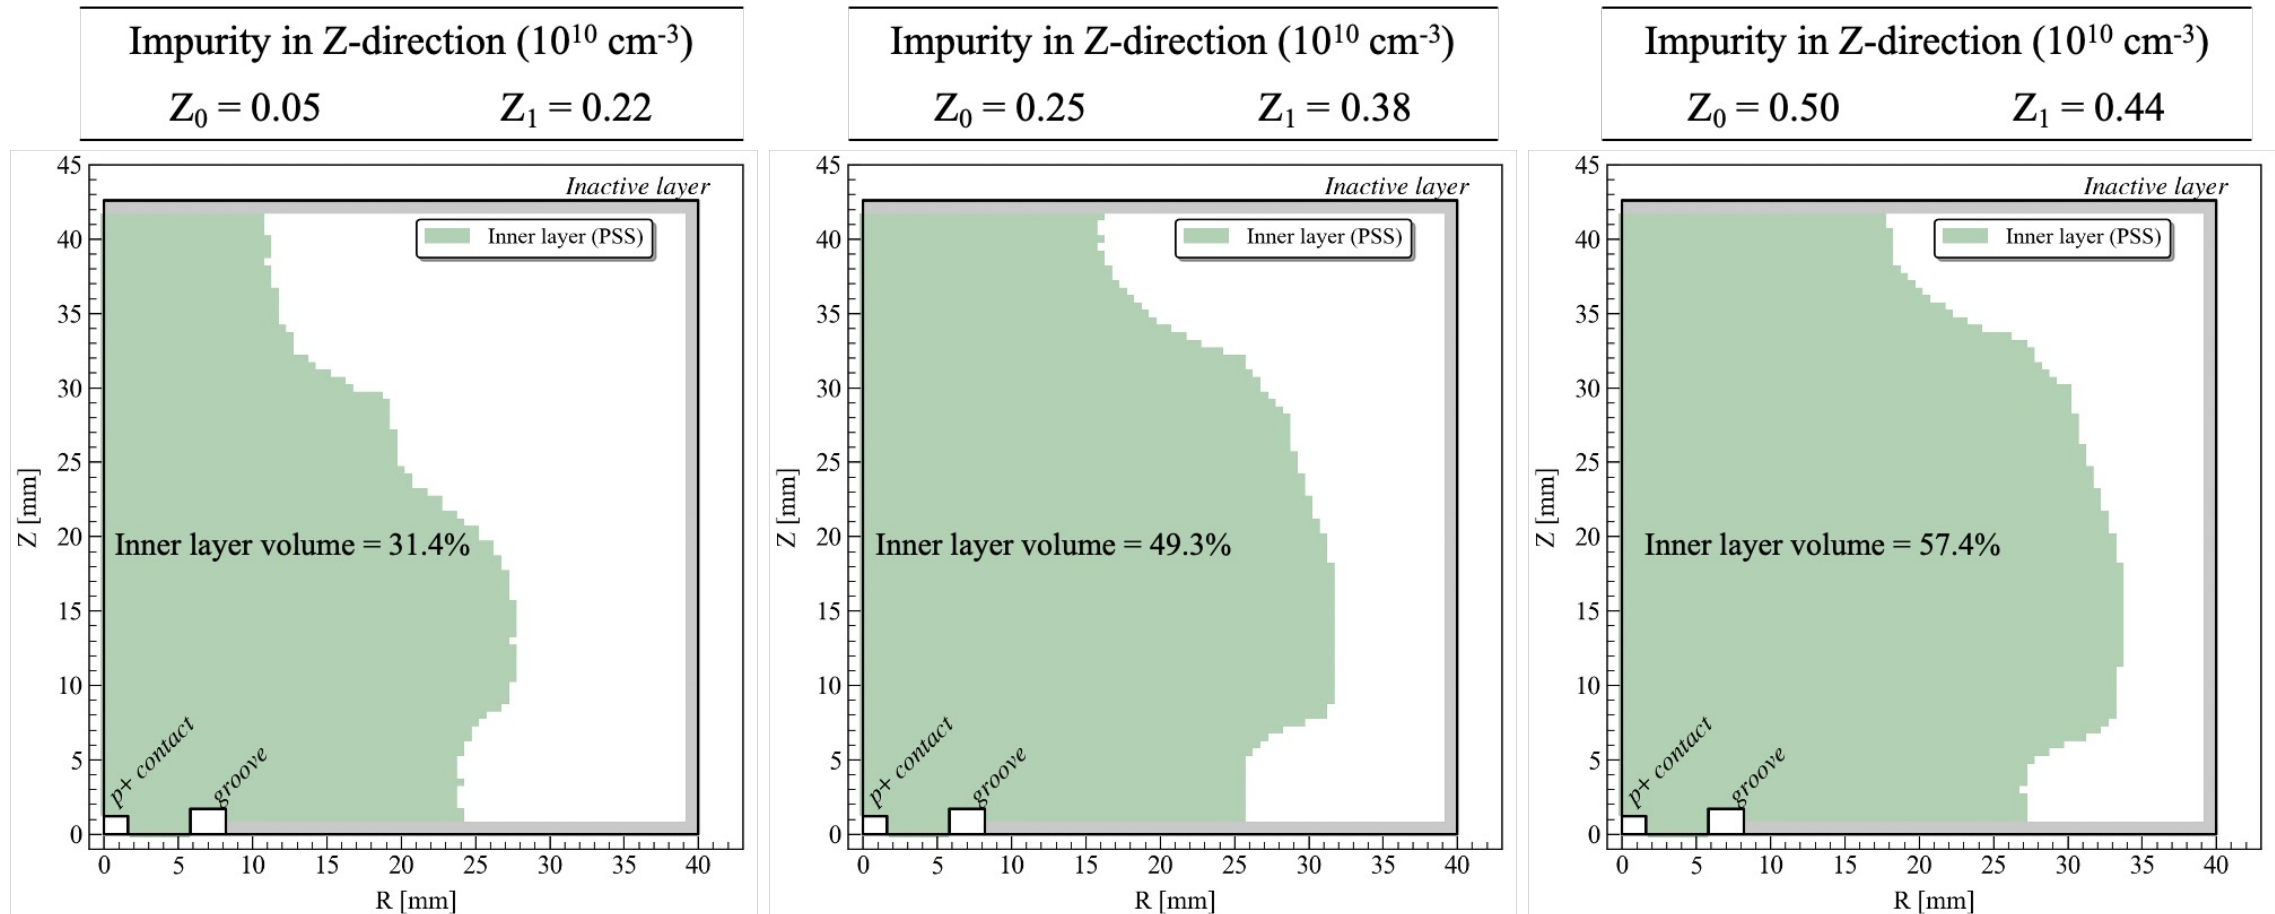 Impurity in Z-direction (10¹⁰ cm⁻³)
Z₀ = 0.05 Z₁ = 0.22
45
40
35
30
25
20
15
10
5
0
Z [mm]
Inactive layer
Inner layer (PSS)
Inner layer volume = 31.4%
p+ contact
groove
0 5 10 15 20 25 30 35 40
R [mm]
Impurity in Z-direction (10¹⁰ cm⁻³)
Z₀ = 0.25 Z₁ = 0.38
45
40
35
30
25
20
15
10
5
0
Z [mm]
Inactive layer
Inner layer (PSS)
Inner layer volume = 49.3%
p+ contact
groove
0 5 10 15 20 25 30 35 40
R [mm]
Impurity in Z-direction (10¹⁰ cm⁻³)
Z₀ = 0.50 Z₁ = 0.44
45
40
35
30
25
20
15
10
5
0
Z [mm]
Inactive layer
Inner layer (PSS)
Inner layer volume = 57.4%
p+ contact
groove
0 5 10 15 20 25 30 35 40
R [mm]